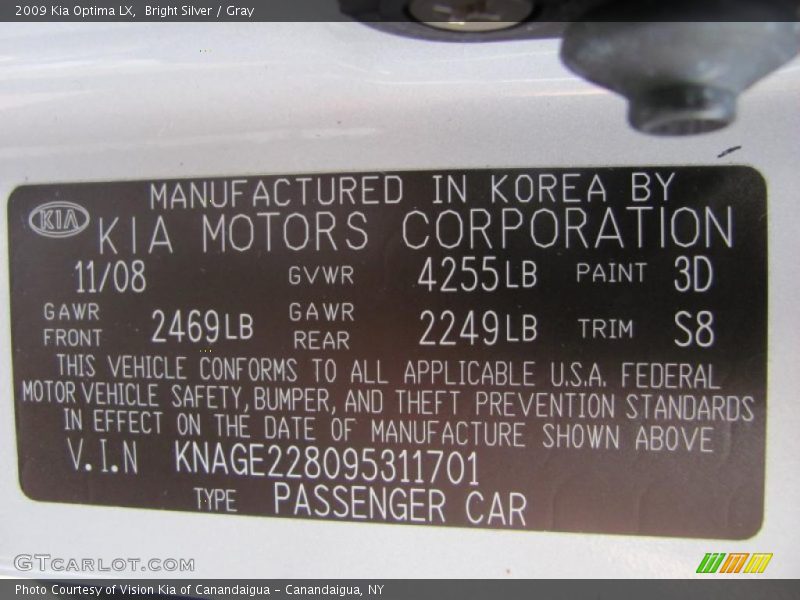 2009 Kia Optima LX, Bright Silver / Gray
MANUFACTURED IN KOREA BY
KIA KIA MOTORS CORPORATION
11/08 GVWR 4255LB PAINT 3D
GAWR FRONT 2469LB GAWR REAR 2249LB TRIM S8
THIS VEHICLE CONFORMS TO ALL APPLICABLE U.S.A. FEDERAL
MOTOR VEHICLE SAFETY, BUMPER, AND THEFT PREVENTION STANDARDS
IN EFFECT ON THE DATE OF MANUFACTURE SHOWN ABOVE
V.I.N KNAGE228095311701
TYPE PASSENGER CAR
GTCARLOT.COM
Photo Courtesy of Vision Kia of Canandaigua - Canandaigua, NY